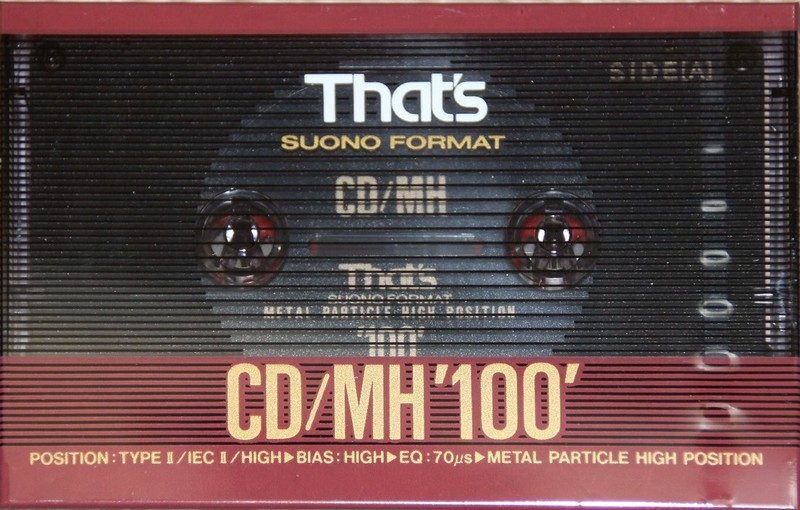 SIDE[A]
That's
SUONO FORMAT
CD/MH
That's
SUONO FORMAT
METAL PARTICLE HIGH POSITION
'100'
CD/MH'100'
POSITION:TYPE II/IEC II/HIGH▶BIAS:HIGH▶EQ:70μs▶METAL PARTICLE HIGH POSITION